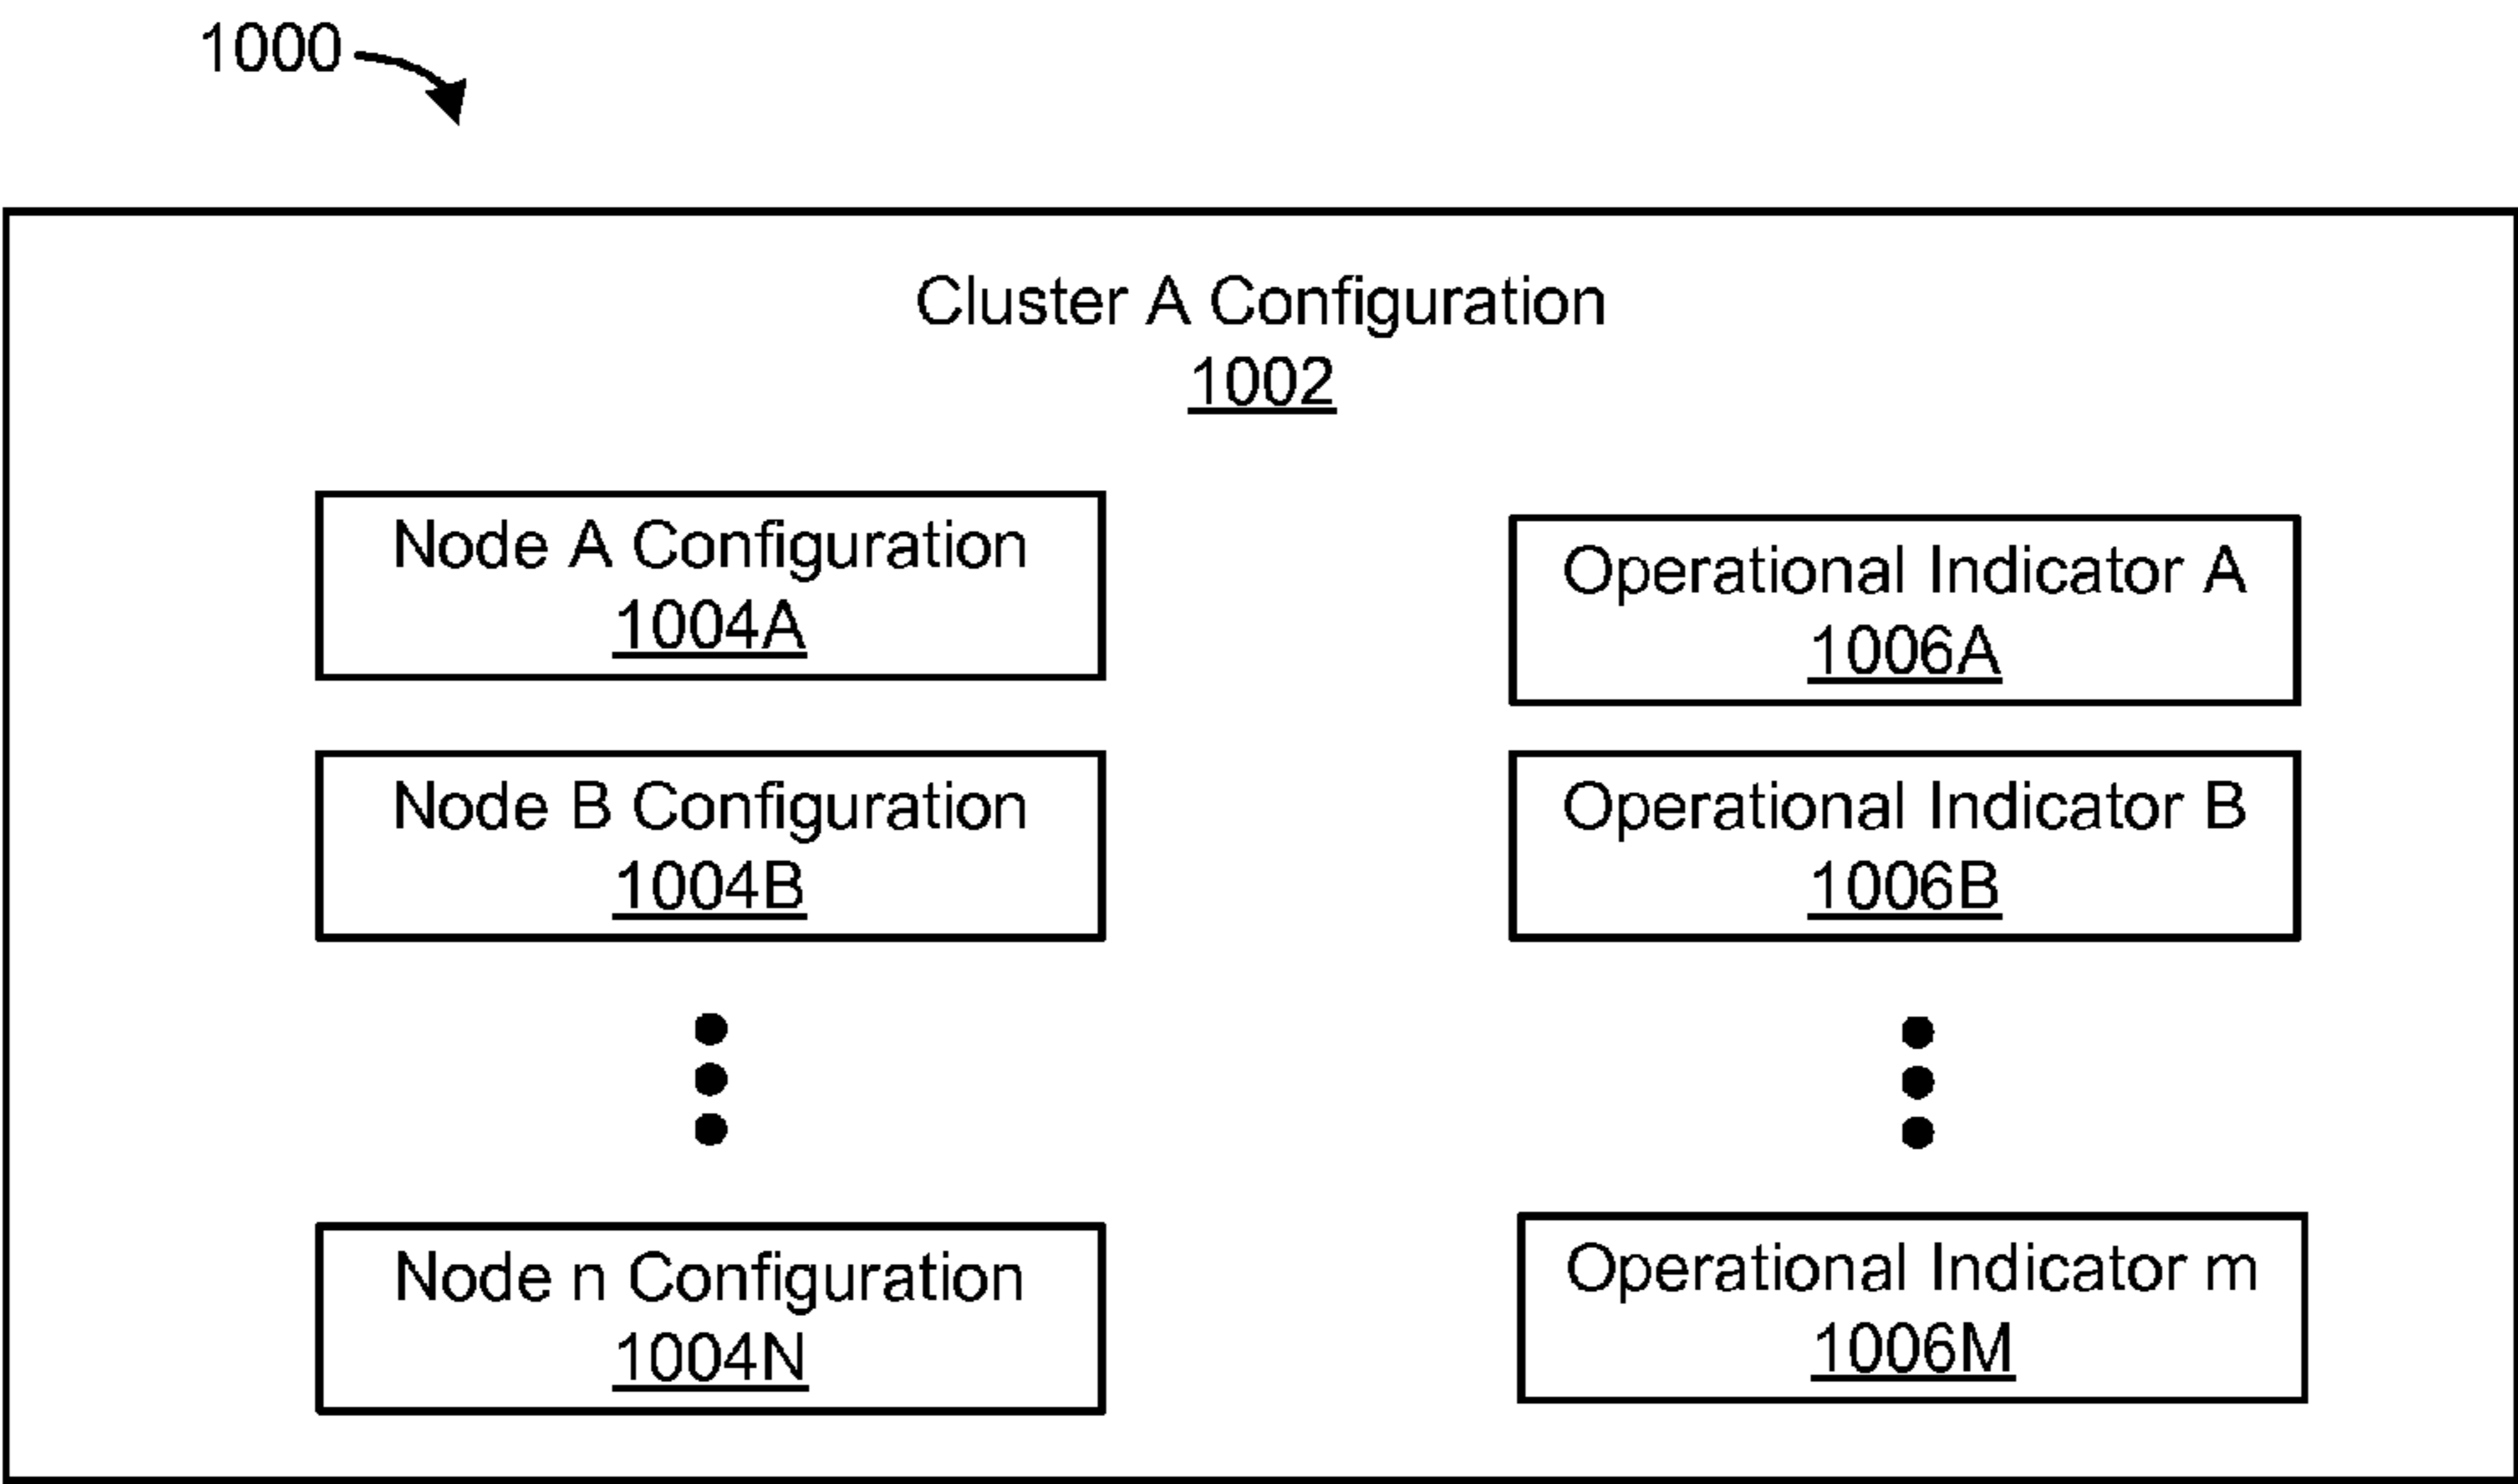 1000
Cluster A Configuration
1002
Node A Configuration
1004A
Node B Configuration
1004B
Node n Configuration
1004N
Operational Indicator A
1006A
Operational Indicator B
1006B
Operational Indicator m
1006M